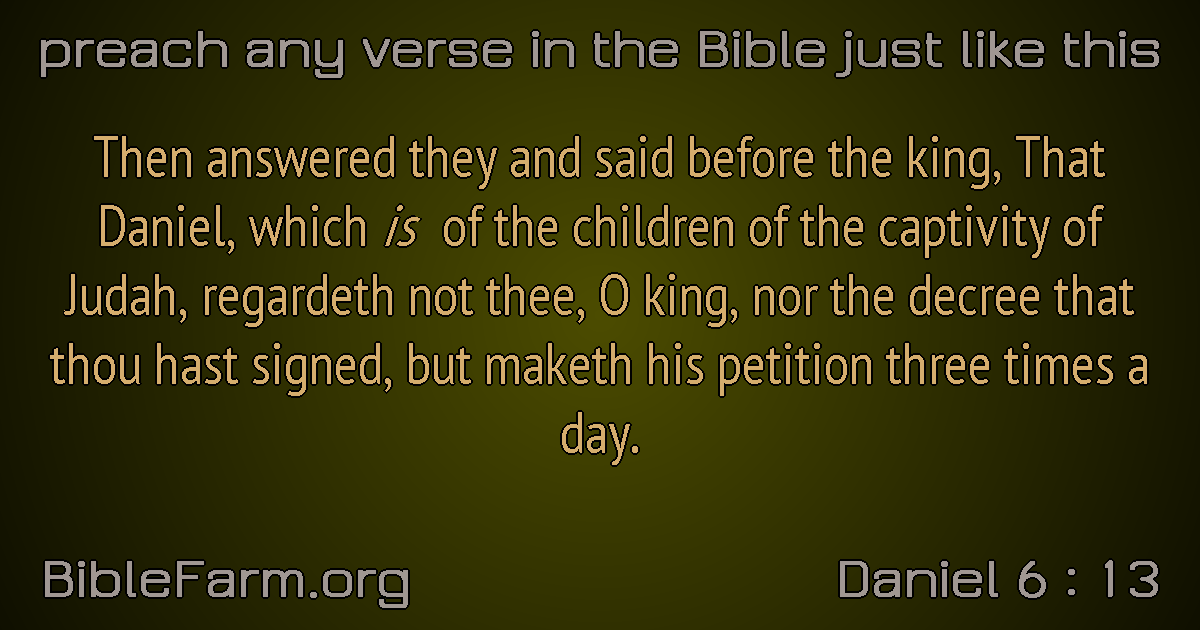 preach any verse in the Bible just like this
Then answered they and said before the king, That
Daniel, which is of the children of the captivity of
Judah, regardeth not thee, O king, nor the decree that
thou hast signed, but maketh his petition three times a
day.
BibleFarm.org
Daniel 6 : 13